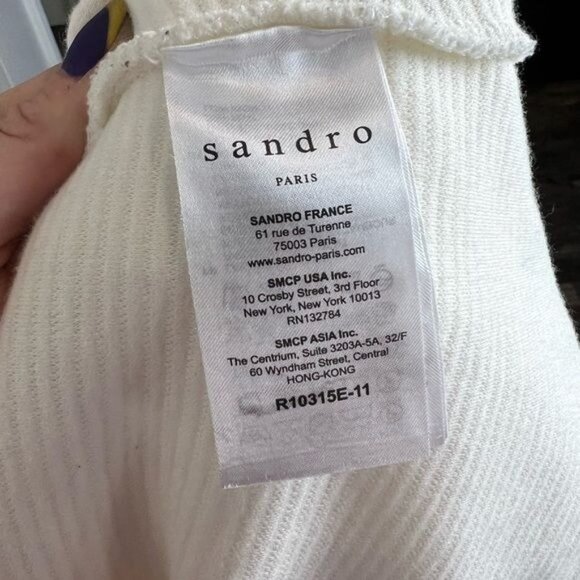 sandro
PARIS
SANDRO FRANCE
61 rue de Turenne
75003 Paris
www.sandro-paris.com
SMCP USA Inc.
10 Crosby Street, 3rd Floor
New York, New York 10013
RN132784
SMCP ASIA Inc.
The Centrium, Suite 3203A-5A, 32/F
60 Wyndham Street, Central
HONG-KONG
R10315E-11